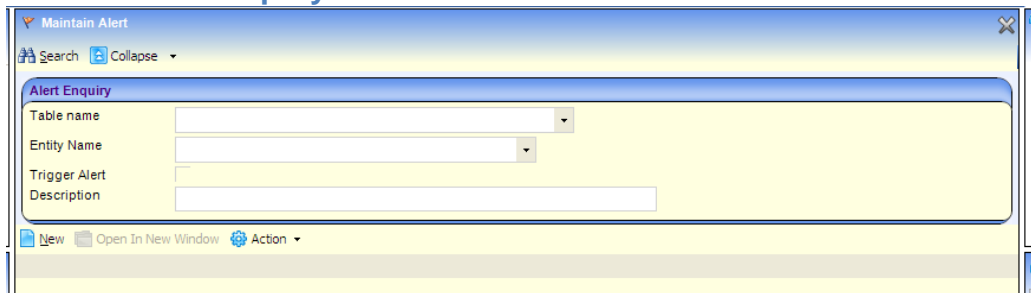 Maintain Alert
Search Collapse
Alert Enquiry
Table name
Entity Name
Trigger Alert
Description
New Open In New Window Action